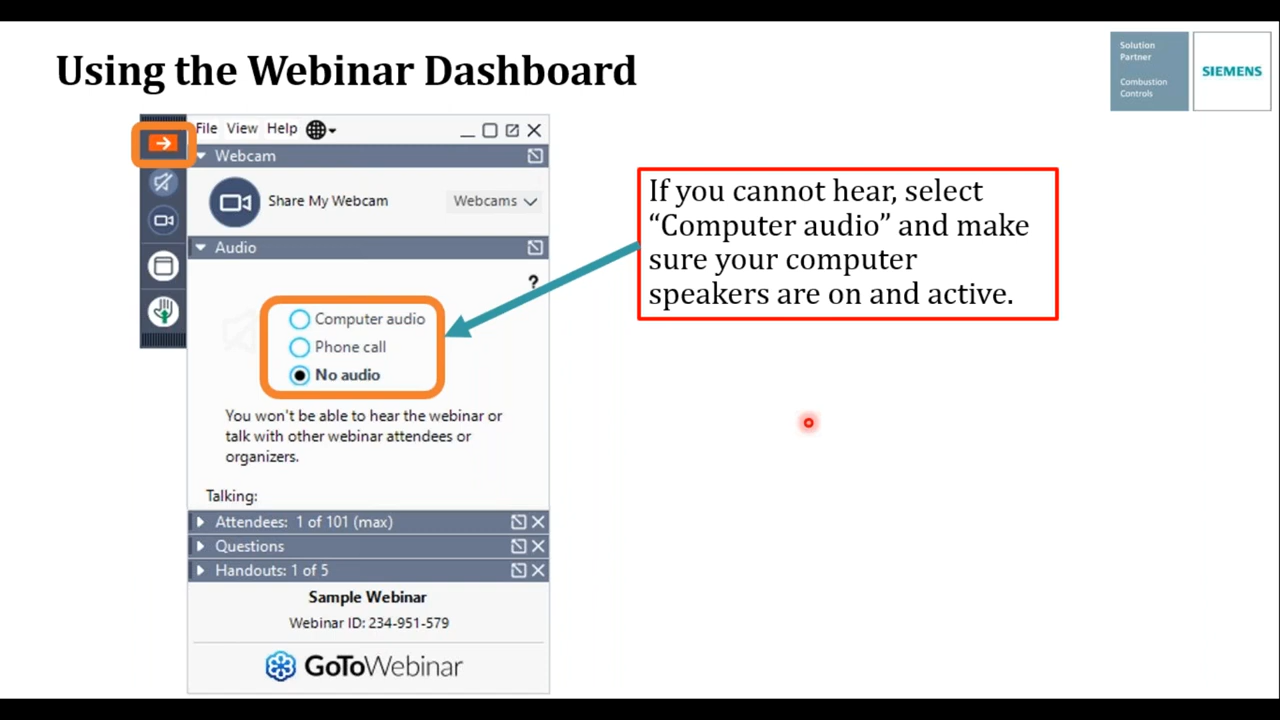 Using the Webinar Dashboard
Solution
Partner
Combustion
Controls
SIEMENS
File View Help
Webcam
Share My Webcam
Webcams
Audio
?
Computer audio
Phone call
No audio
You won't be able to hear the webinar or
talk with other webinar attendees or
organizers.
Talking:
Attendees: 1 of 101 (max)
Questions
Handouts: 1 of 5
Sample Webinar
Webinar ID: 234-951-579
GoToWebinar
If you cannot hear, select
“Computer audio” and make
sure your computer
speakers are on and active.